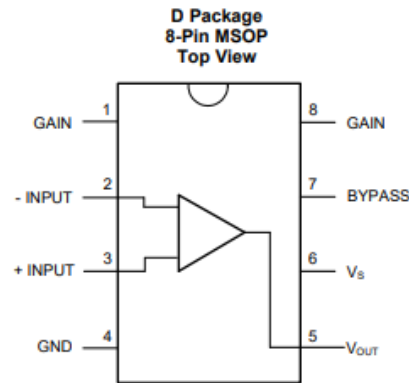 D Package
8-Pin MSOP
Top View
1
8
GAIN
GAIN
2
7
- INPUT
BYPASS
3
6
+ INPUT
VS
4
5
GND
VOUT